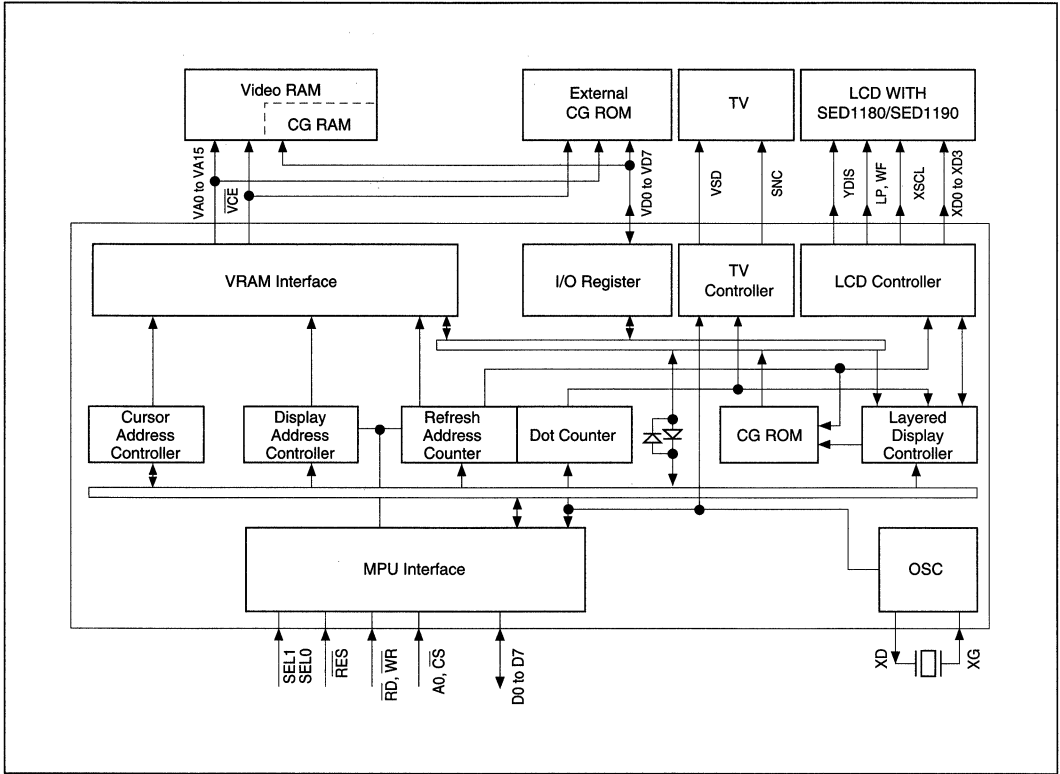 Video RAM
CG RAM
External
CG ROM
TV
LCD WITH
SED1180/SED1190
VA0 to VA15
VCE
VD0 to VD7
VSD
SNC
YDIS
LP, WF
XSCL
XD0 to XD3
VRAM Interface
I/O Register
TV
Controller
LCD Controller
Cursor
Address
Controller
Display
Address
Controller
Refresh
Address
Counter
Dot Counter
CG ROM
Layered
Display
Controller
MPU Interface
OSC
SEL1
SEL0
RES
RD, WR
A0, CS
D0 to D7
XD
XG